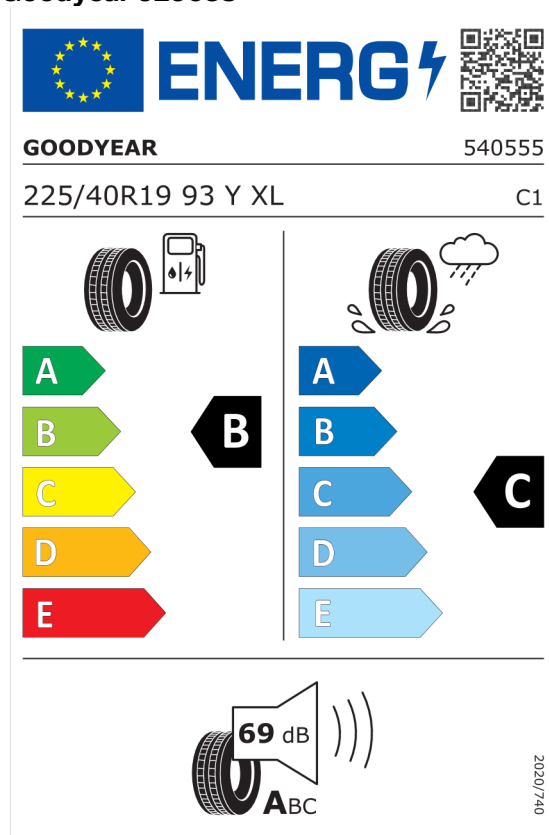 ENERG
GOODYEAR
540555
225/40R19 93 Y XL
C1
A
B
C
D
E
B
A
B
C
D
E
C
69 dB
ABC
2020/740